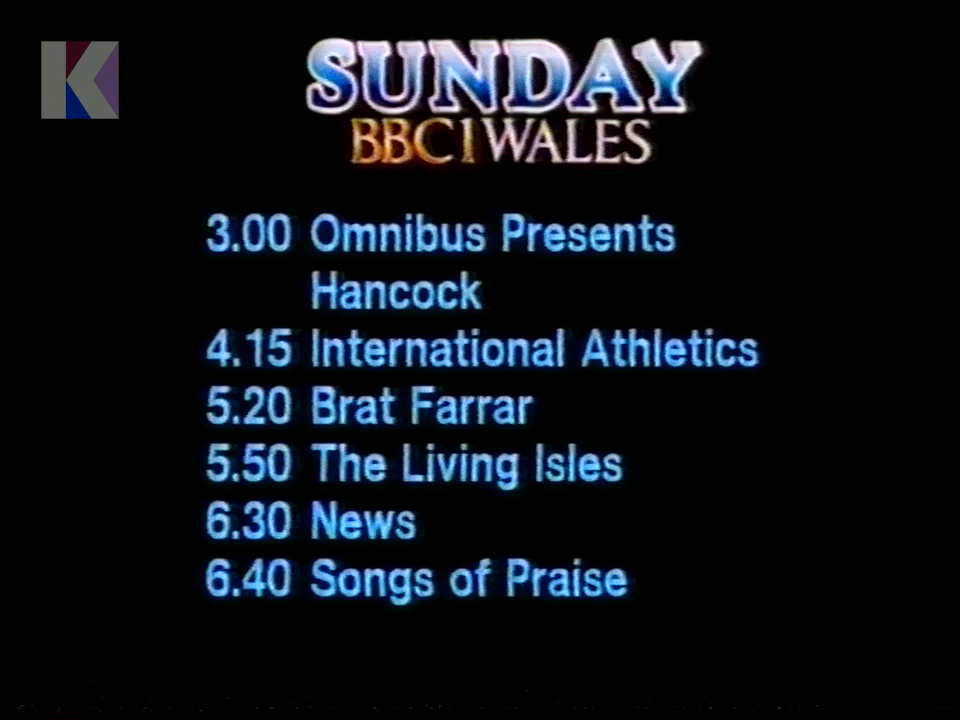 K
SUNDAY
BBC1 WALES
3.00 Omnibus Presents
Hancock
4.15 International Athletics
5.20 Brat Farrar
5.50 The Living Isles
6.30 News
6.40 Songs of Praise